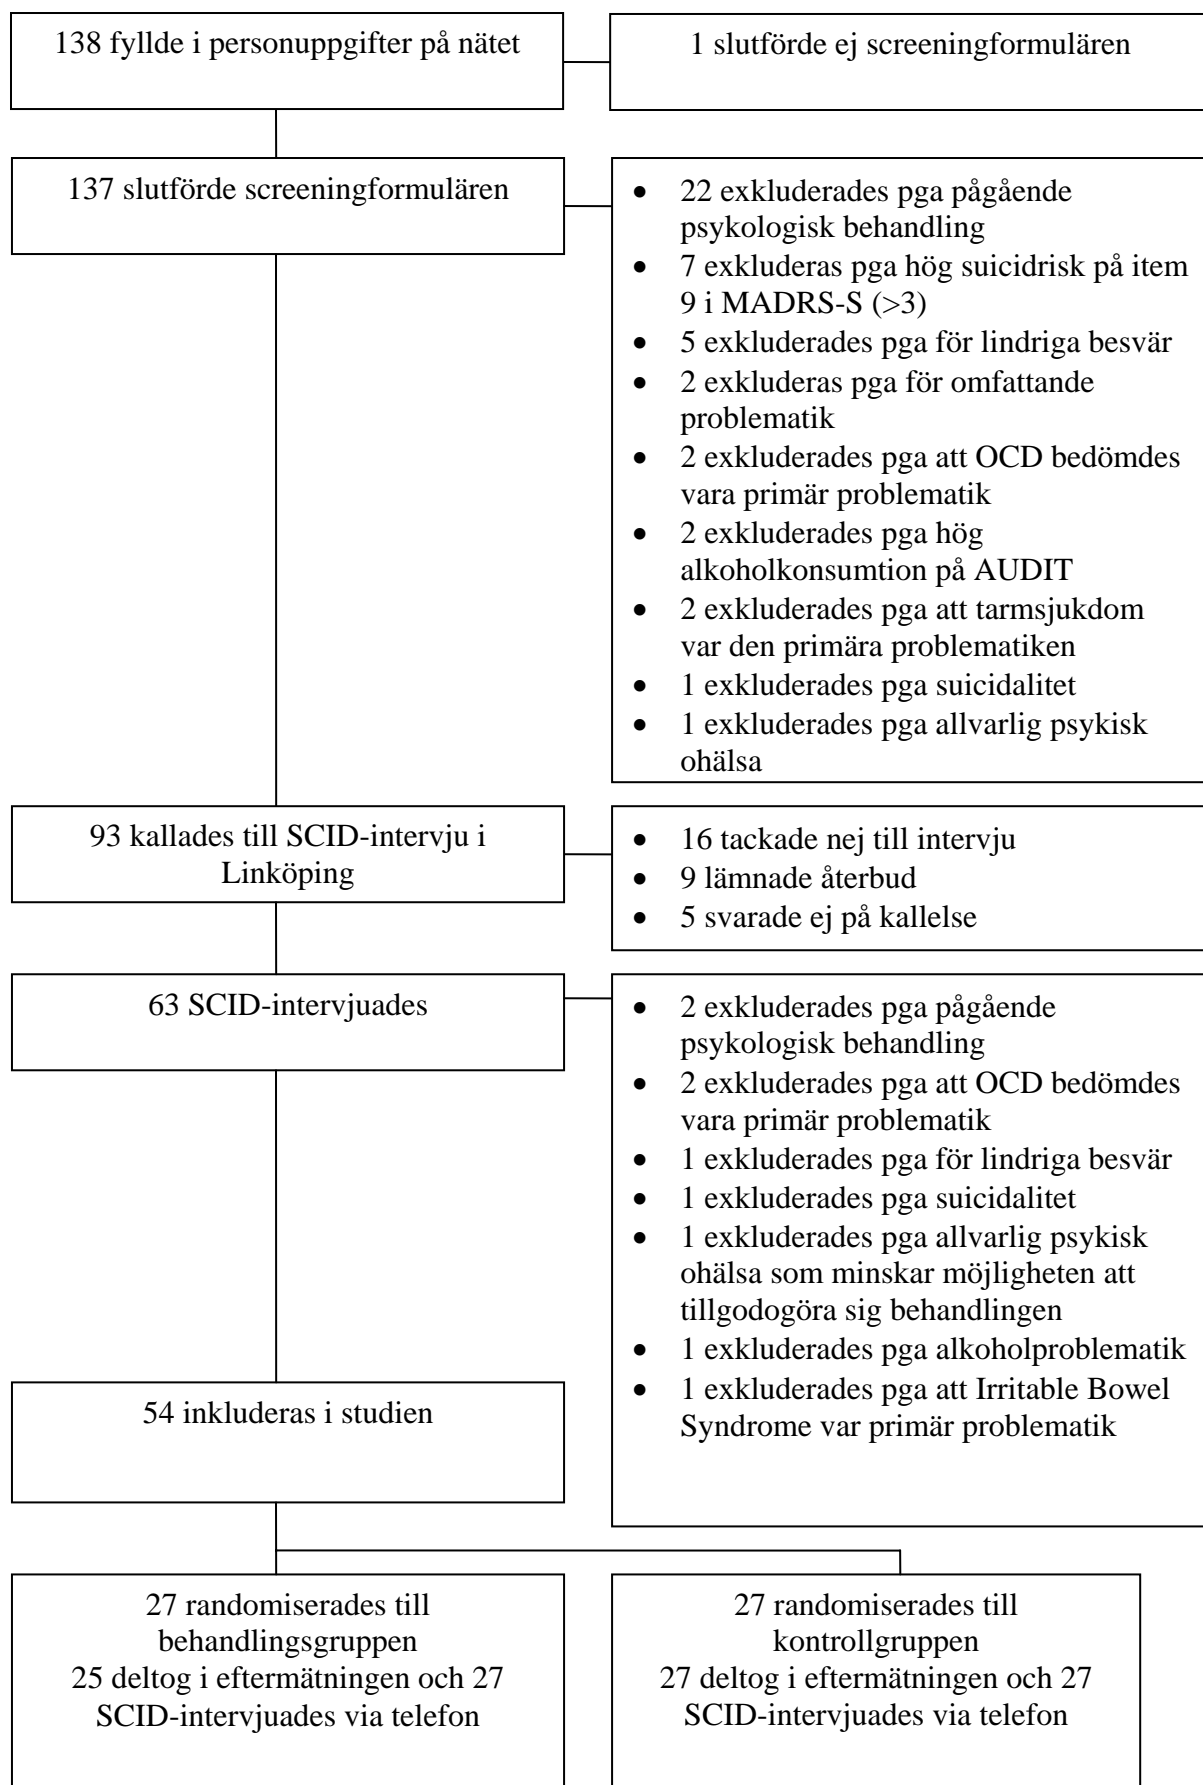 138 fyllde i personuppgifter på nätet
1 slutförde ej screeningformulären
137 slutförde screeningformulären
• 22 exkluderades pga pågående
psykologisk behandling
• 7 exkluderas pga hög suicidrisk på item
9 i MADRS-S (>3)
• 5 exkluderades pga för lindriga besvär
• 2 exkluderas pga för omfattande
problematik
• 2 exkluderades pga att OCD bedömdes
vara primär problematik
• 2 exkluderades pga hög
alkoholkonsumtion på AUDIT
• 2 exkluderades pga att tarmsjukdom
var den primära problematiken
• 1 exkluderades pga suicidalitet
• 1 exkluderades pga allvarlig psykisk
ohälsa
93 kallades till SCID-intervju i
Linköping
• 16 tackade nej till intervju
• 9 lämnade återbud
• 5 svarade ej på kallelse
63 SCID-intervjuades
• 2 exkluderades pga pågående
psykologisk behandling
• 2 exkluderades pga att OCD bedömdes
vara primär problematik
• 1 exkluderades pga för lindriga besvär
• 1 exkluderades pga suicidalitet
• 1 exkluderades pga allvarlig psykisk
ohälsa som minskar möjligheten att
tillgodogöra sig behandlingen
• 1 exkluderades pga alkoholproblematik
• 1 exkluderades pga att Irritable Bowel
Syndrome var primär problematik
54 inkluderas i studien
27 randomiserades till
behandlingsgruppen
25 deltog i eftermätningen och 27
SCID-intervjuades via telefon
27 randomiserades till
kontrollgruppen
27 deltog i eftermätningen och 27
SCID-intervjuades via telefon